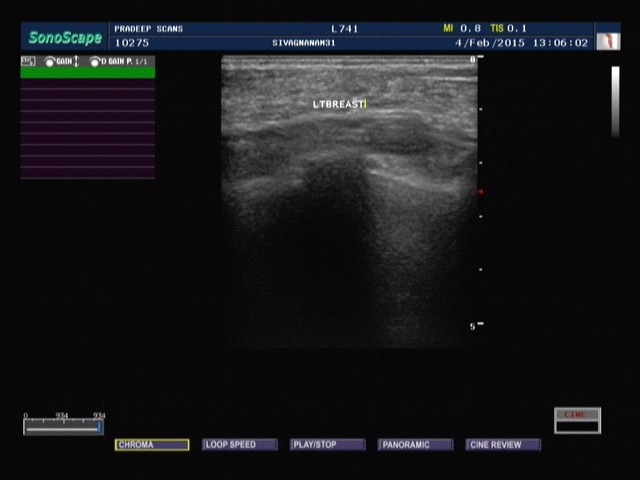 SonoScape
PRADEEP SCANS
L741
MI 0.8 TIS 0.1
10275
SIVAGNANAM31
4/Feb/2015 13:06:02
GAIN
D GAIN P. 1/1
0
LTBREAST
5
0 934 934
CINE
CHROMA
LOOP SPEED
PLAY/STOP
PANORAMIC
CINE REVIEW